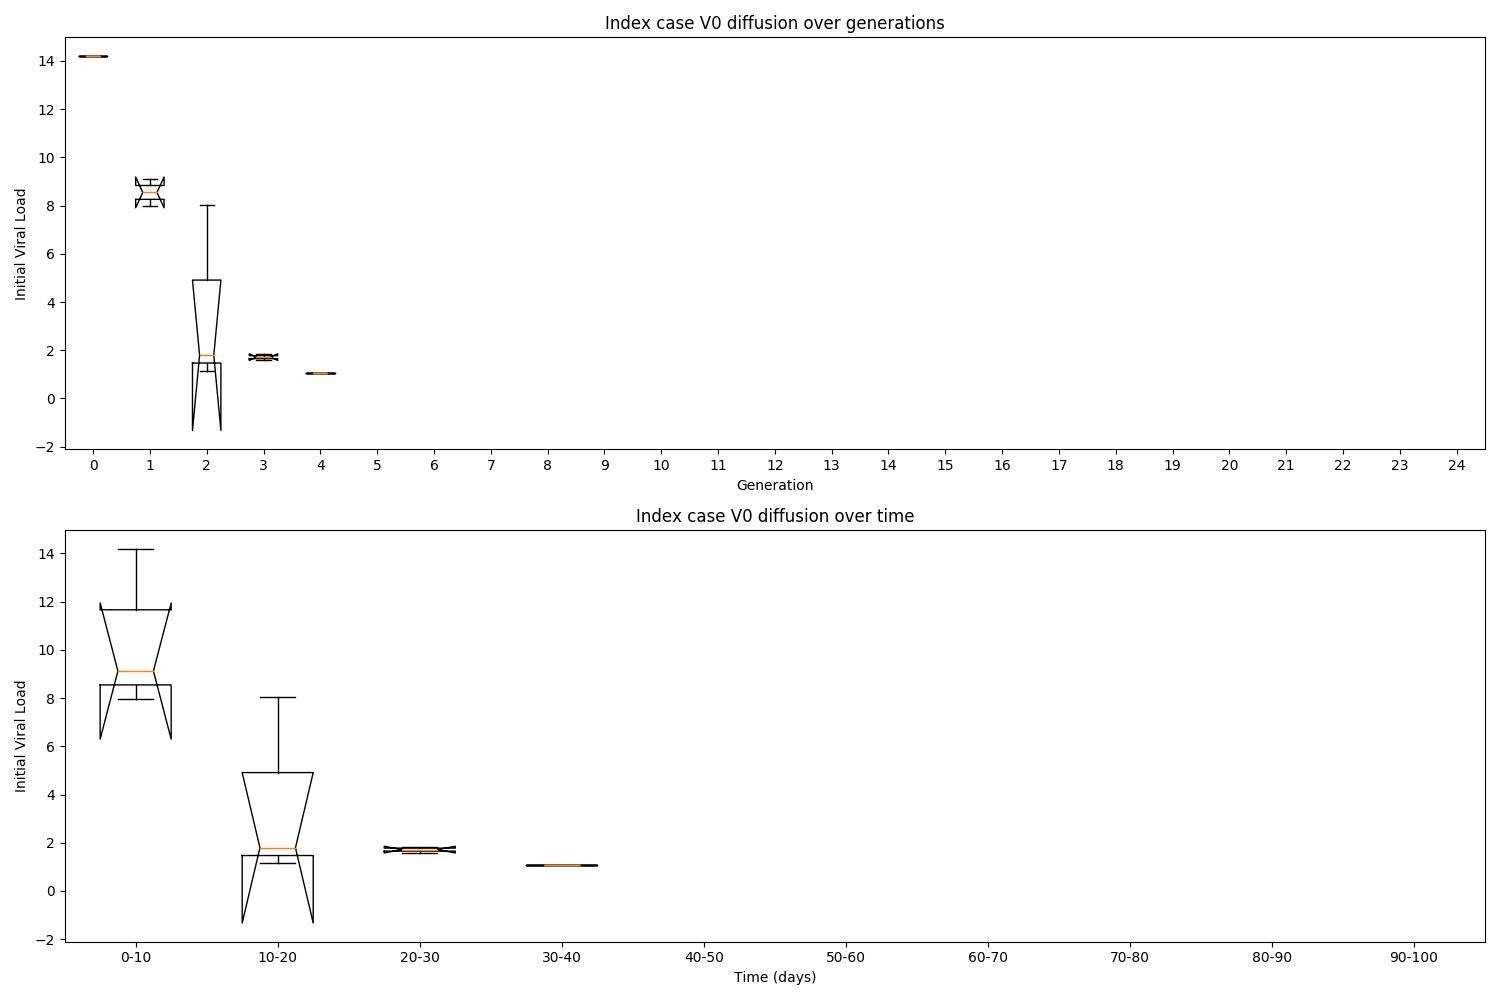 Index case V0 diffusion over generations
14
12
10
8
6
4
2
0
−2
Initial Viral Load
0 1 2 3 4 5 6 7 8 9 10 11 12 13 14 15 16 17 18 19 20 21 22 23 24
Generation
Index case V0 diffusion over time
14
12
10
8
6
4
2
0
−2
Initial Viral Load
0-10 10-20 20-30 30-40 40-50 50-60 60-70 70-80 80-90 90-100
Time (days)